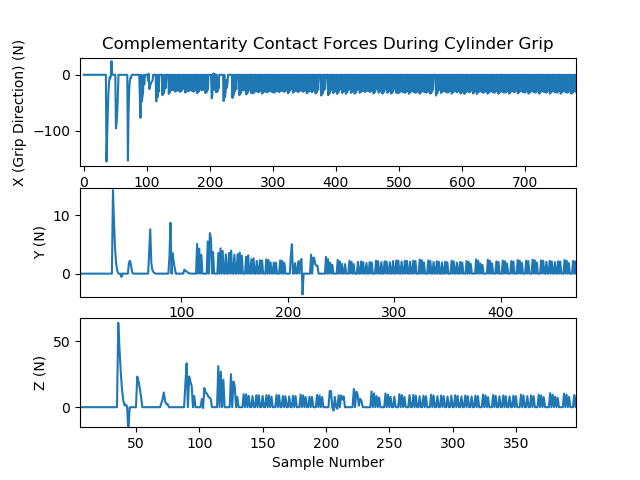 Complementarity Contact Forces During Cylinder Grip
X (Grip Direction) (N)
0
−100
0 100 200 300 400 500 600 700
Y (N)
10
0
100 200 300 400
Z (N)
50
0
50 100 150 200 250 300 350
Sample Number